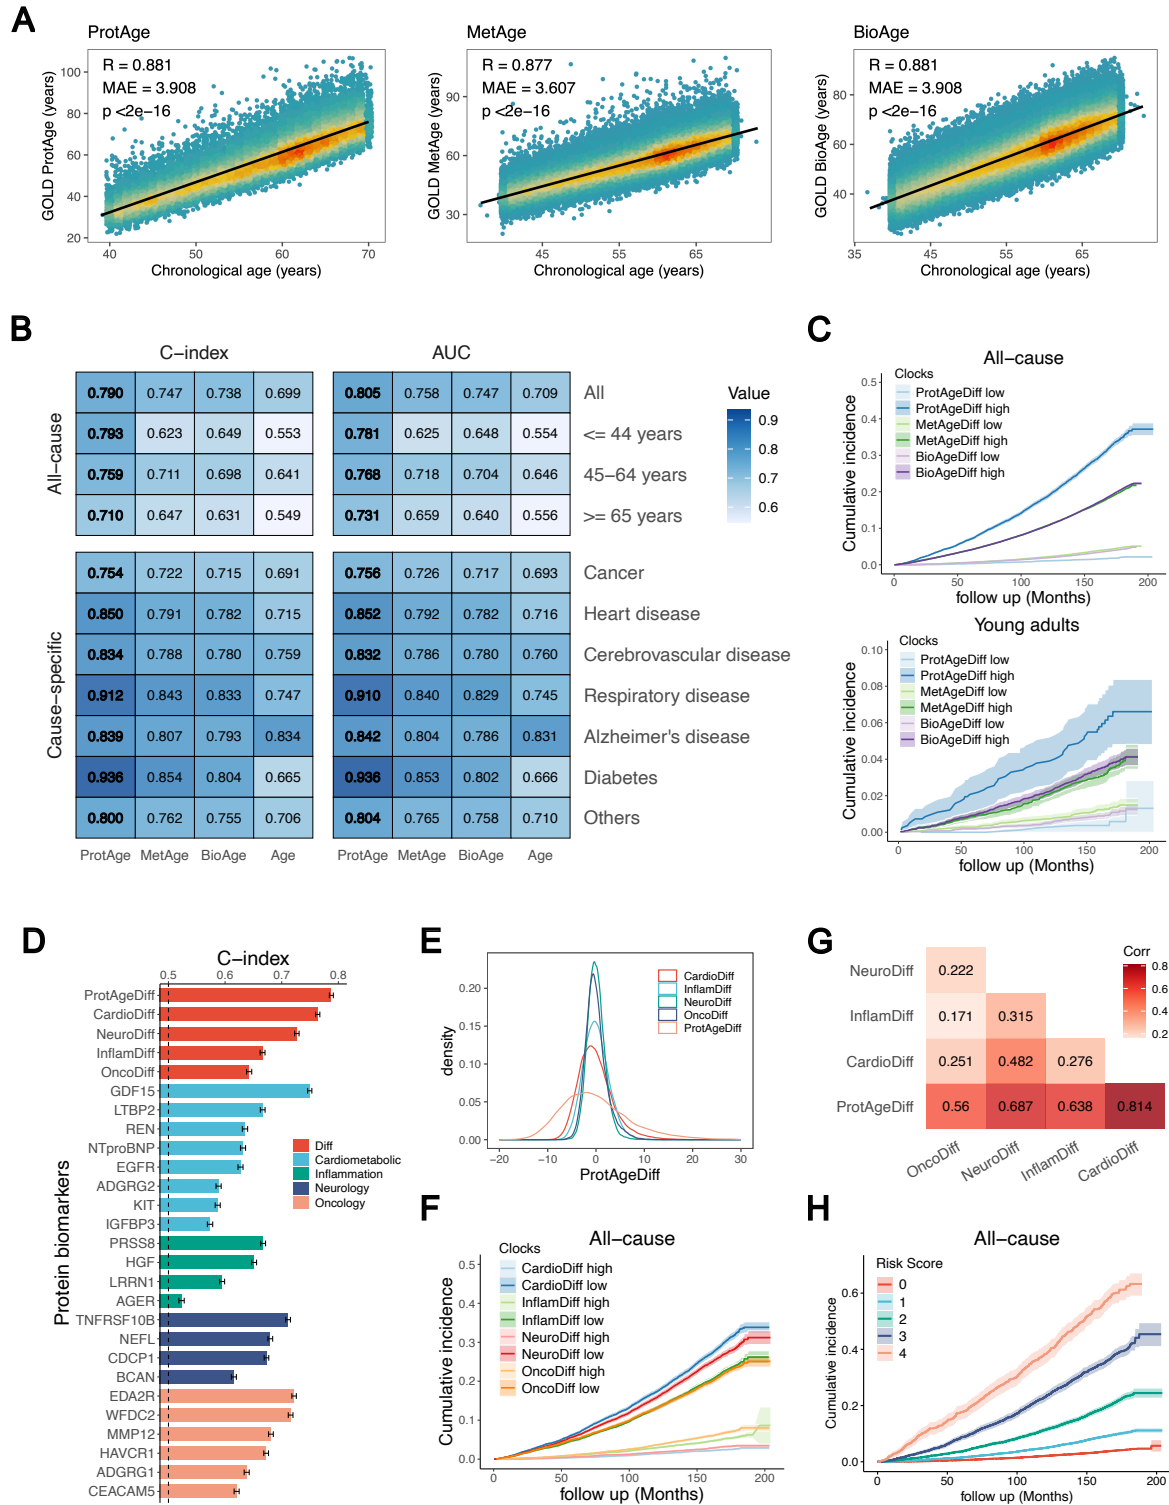 A
ProtAge
R = 0.881
MAE = 3.908
p <2e−16
GOLD ProtAge (years)
100
80
60
40
20
40
50
60
70
Chronological age (years)
MetAge
R = 0.877
MAE = 3.607
p <2e−16
GOLD MetAge (years)
90
60
30
45
55
65
Chronological age (years)
BioAge
R = 0.881
MAE = 3.908
p <2e−16
GOLD BioAge (years)
80
60
40
35
45
55
65
Chronological age (years)
B
C−index
AUC
All−cause
0.790 0.747 0.738 0.699 0.805 0.758 0.747 0.709 All
0.793 0.623 0.649 0.553 0.781 0.625 0.648 0.554 <= 44 years
0.759 0.711 0.698 0.641 0.768 0.718 0.704 0.646 45−64 years
0.710 0.647 0.631 0.549 0.731 0.659 0.640 0.556 >= 65 years
Cause−specific
0.754 0.722 0.715 0.691 0.756 0.726 0.717 0.693 Cancer
0.850 0.791 0.782 0.715 0.852 0.792 0.782 0.716 Heart disease
0.834 0.788 0.780 0.759 0.832 0.786 0.780 0.760 Cerebrovascular disease
0.912 0.843 0.833 0.747 0.910 0.840 0.829 0.745 Respiratory disease
0.839 0.807 0.793 0.834 0.842 0.804 0.786 0.831 Alzheimer's disease
0.936 0.854 0.804 0.665 0.936 0.853 0.802 0.666 Diabetes
0.800 0.762 0.755 0.706 0.804 0.765 0.758 0.710 Others
ProtAge MetAge BioAge Age ProtAge MetAge BioAge Age
Value
0.9
0.8
0.7
0.6
C
All−cause
Clocks
ProtAgeDiff low
ProtAgeDiff high
MetAgeDiff low
MetAgeDiff high
BioAgeDiff low
BioAgeDiff high
Cumulative incidence
0.5
0.4
0.3
0.2
0.1
0.0
0
50
100
150
200
follow up (Months)
Young adults
Clocks
ProtAgeDiff low
ProtAgeDiff high
MetAgeDiff low
MetAgeDiff high
BioAgeDiff low
BioAgeDiff high
Cumulative incidence
0.10
0.08
0.06
0.04
0.02
0.00
0
50
100
150
200
follow up (Months)
D
C−index
0.5
0.6
0.7
0.8
Protein biomarkers
ProtAgeDiff
CardioDiff
NeuroDiff
InflamDiff
OncoDiff
GDF15
LTBP2
REN
NTproBNP
EGFR
ADGRG2
KIT
IGFBP3
PRSS8
HGF
LRRN1
AGER
TNFRSF10B
NEFL
CDCP1
BCAN
EDA2R
WFDC2
MMP12
HAVCR1
ADGRG1
CEACAM5
Diff
Cardiometabolic
Inflammation
Neurology
Oncology
E
density
0.20
0.15
0.10
0.05
0.00
CardioDiff
InflamDiff
NeuroDiff
OncoDiff
ProtAgeDiff
−20
−10
0
10
20
30
ProtAgeDiff
F
All−cause
Clocks
CardioDiff high
CardioDiff low
InflamDiff high
InflamDiff low
NeuroDiff high
NeuroDiff low
OncoDiff high
OncoDiff low
Cumulative incidence
0.5
0.4
0.3
0.2
0.1
0.0
0
50
100
150
200
follow up (Months)
G
NeuroDiff 0.222
InflamDiff 0.171 0.315
CardioDiff 0.251 0.482 0.276
ProtAgeDiff 0.56 0.687 0.638 0.814
OncoDiff
NeuroDiff
InflamDiff
CardioDiff
Corr
0.8
0.6
0.4
0.2
H
All−cause
Risk Score
0
1
2
3
4
Cumulative incidence
0.6
0.4
0.2
0.0
0
50
100
150
200
follow up (Months)